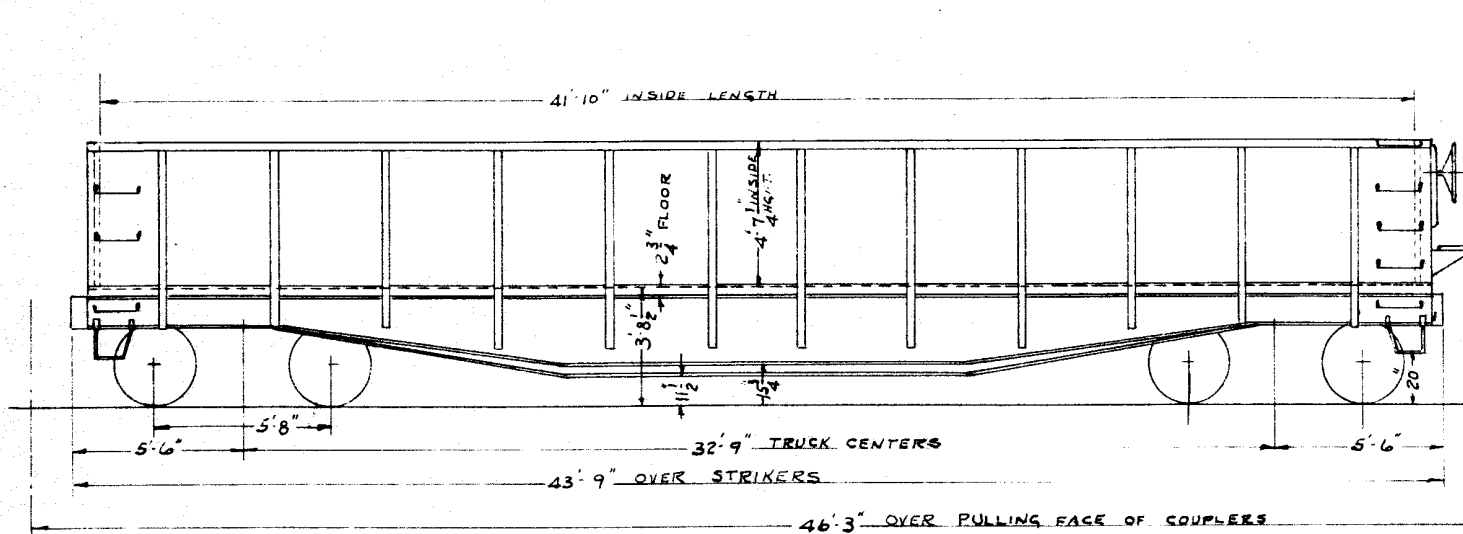 41'-10" INSIDE LENGTH
2 3/4" FLOOR
4'-7 1/4" INSIDE HGHT.
3'-8 1/2"
11 1/2"
15 3/4"
20"
5'-8"
5'-6"
32'-9" TRUCK CENTERS
5'-6"
43'-9" OVER STRIKERS
46'-3" OVER PULLING FACE OF COUPLERS